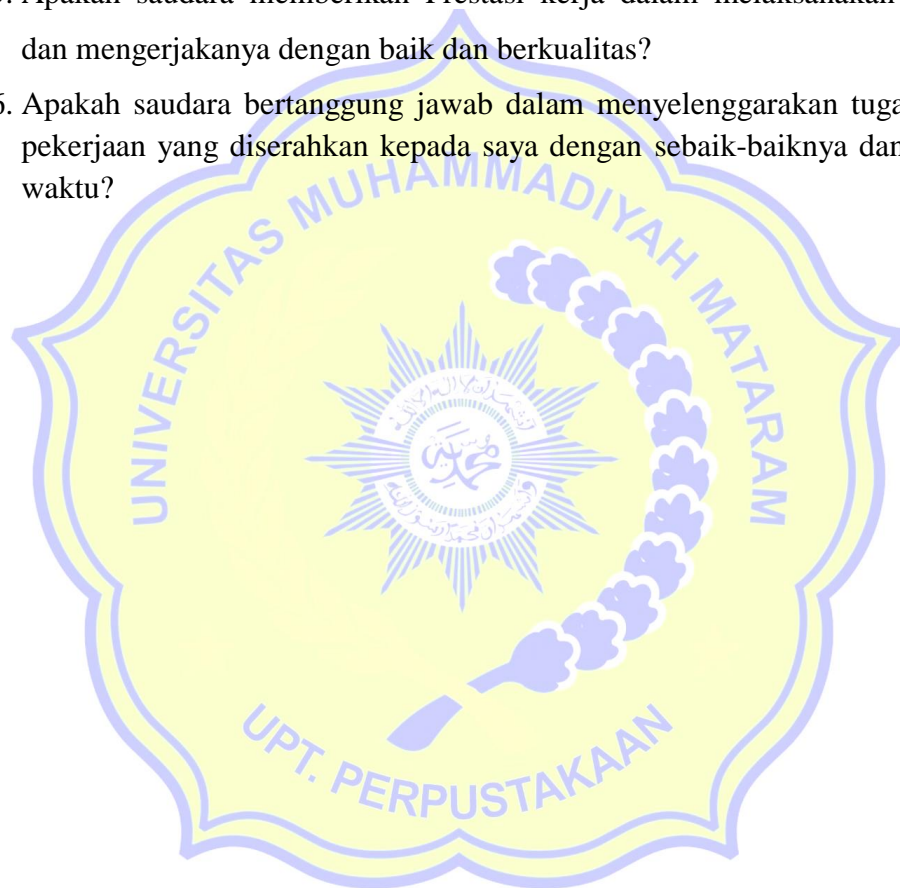 Apakah saudara memberikan Prestasi kerja dalam melaksanakan
dan mengerjakanya dengan baik dan berkualitas?
6. Apakah saudara bertanggung jawab dalam menyelenggarakan tuga
pekerjaan yang diserahkan kepada saya dengan sebaik-baiknya dan
waktu?
UNIVERSITAS MUHAMMADIYAH MATARAM
UPT. PERPUSTAKAAN